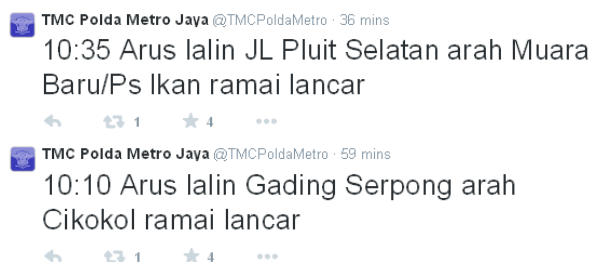 TMC Polda Metro Jaya @TMCPoldaMetro · 36 mins
10:35 Arus lalin JL Pluit Selatan arah Muara
Baru/Ps Ikan ramai lancar
1 4
TMC Polda Metro Jaya @TMCPoldaMetro · 59 mins
10:10 Arus lalin Gading Serpong arah
Cikokol ramai lancar
1 4